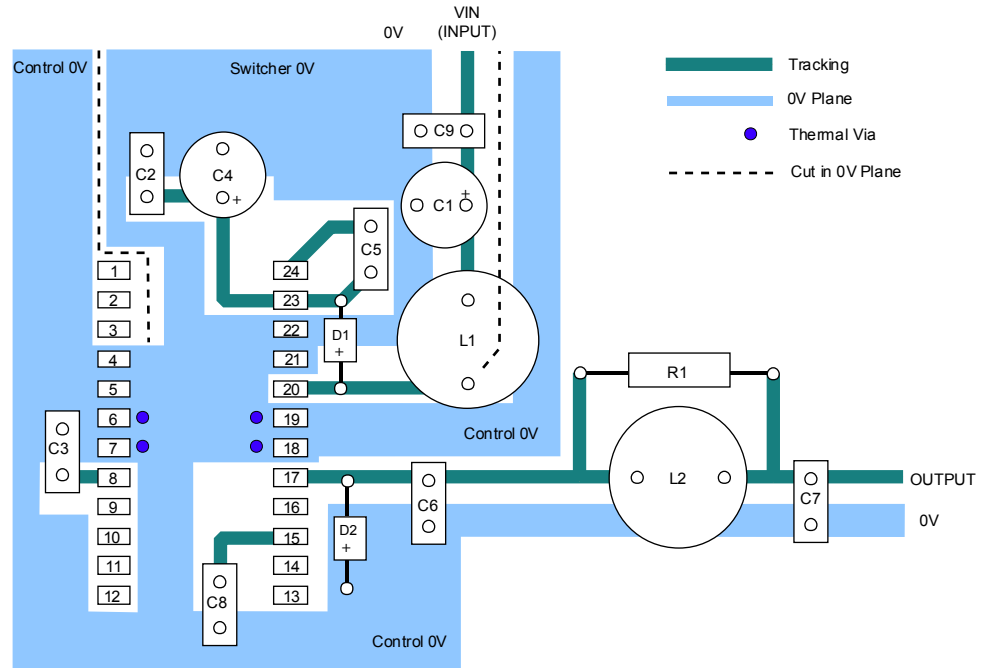 VIN
(INPUT)
0V
Control 0V
Switcher 0V
Tracking
0V Plane
Thermal Via
Cut in 0V Plane
C9
C2
C4
+
C1
+
C5
1
2
3
4
5
6
7
8
9
10
11
12
24
23
22
21
20
19
18
17
16
15
14
13
D1
+
L1
R1
C3
Control 0V
C6
L2
C7
OUTPUT
0V
D2
+
C8
Control 0V